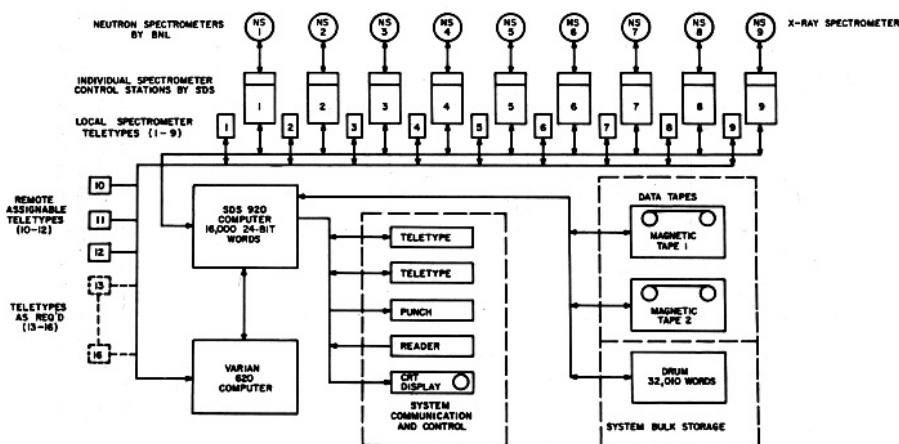 NEUTRON SPECTROMETERS
BY BNL
NS
1
NS
2
NS
3
NS
4
NS
5
NS
6
NS
7
NS
8
NS
9
X-RAY SPECTROMETER
INDIVIDUAL SPECTROMETER
CONTROL STATIONS BY SDS
1
2
3
4
5
6
7
8
9
LOCAL SPECTROMETER
TELETYPES (1-9)
1
2
3
4
5
6
7
8
9
REMOTE
ASSIGNABLE
TELETYPES
(10-12)
10
11
12
TELETYPES
AS REQ'D
(13-16)
13
16
SDS 920
COMPUTER
16,000 24-BIT
WORDS
VARIAN
620
COMPUTER
TELETYPE
TELETYPE
PUNCH
READER
CRT
DISPLAY
SYSTEM
COMMUNICATION
AND CONTROL
DATA TAPES
MAGNETIC
TAPE 1
MAGNETIC
TAPE 2
DRUM
32,010 WORDS
SYSTEM BULK STORAGE